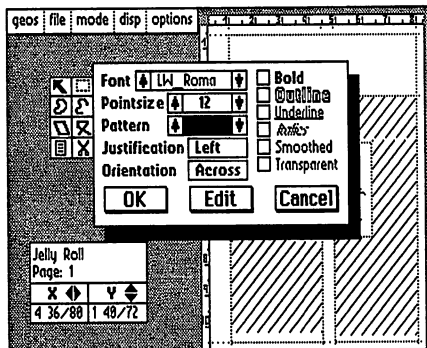 geos file mode disp options
Font LW_Roma
Pointsize 12
Pattern
Justification Left
Orientation Across
Bold
Outline
Underline
Italics
Smoothed
Transparent
OK Edit Cancel
Jelly Roll
Page: 1
X Y
4 36/80 1 40/72